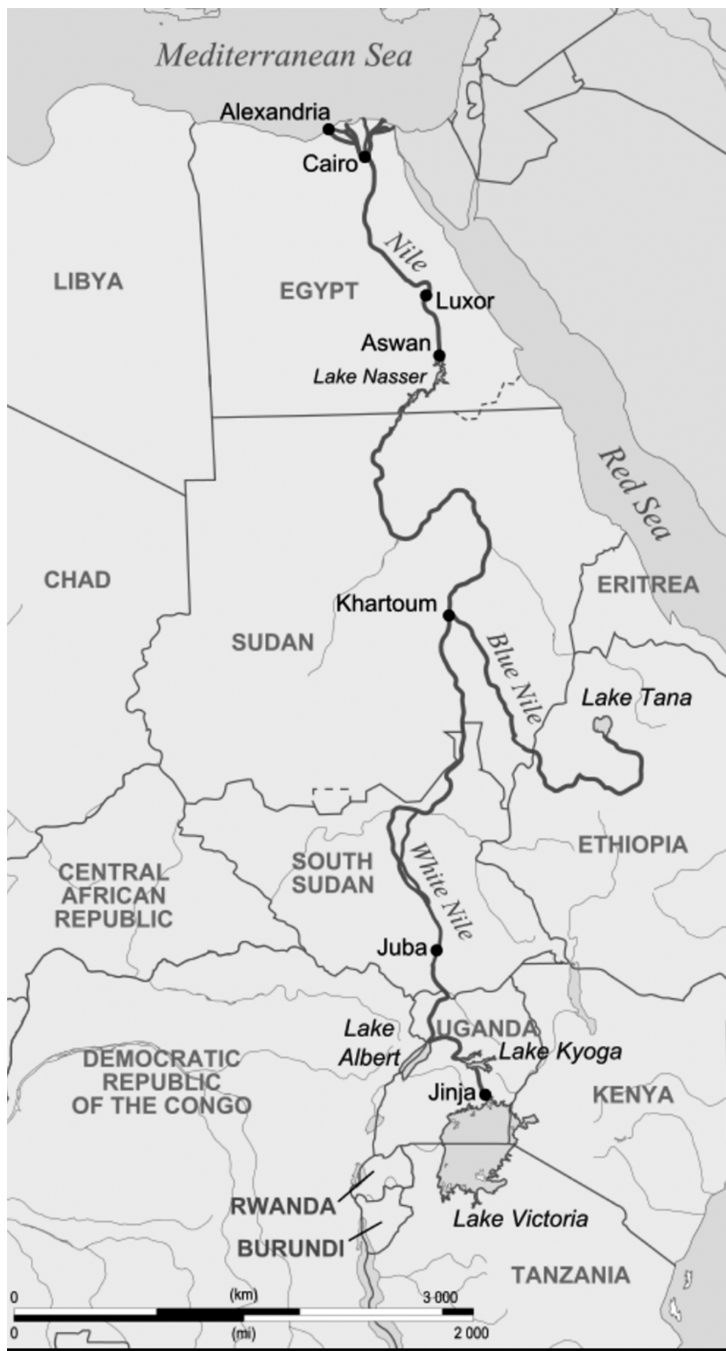 Mediterranean Sea
Alexandria
Cairo
Nile
LIBYA
EGYPT
Luxor
Aswan
Lake Nasser
Red Sea
CHAD
ERITREA
Khartoum
SUDAN
Blue Nile
Lake Tana
ETHIOPIA
SOUTH
SUDAN
CENTRAL
AFRICAN
REPUBLIC
White Nile
Juba
Lake
Albert
UGANDA
Lake Kyoga
DEMOCRATIC
REPUBLIC
OF THE CONGO
Jinja
KENYA
RWANDA
Lake Victoria
BURUNDI
TANZANIA
0 (km) 3 000
0 (mi) 2 000